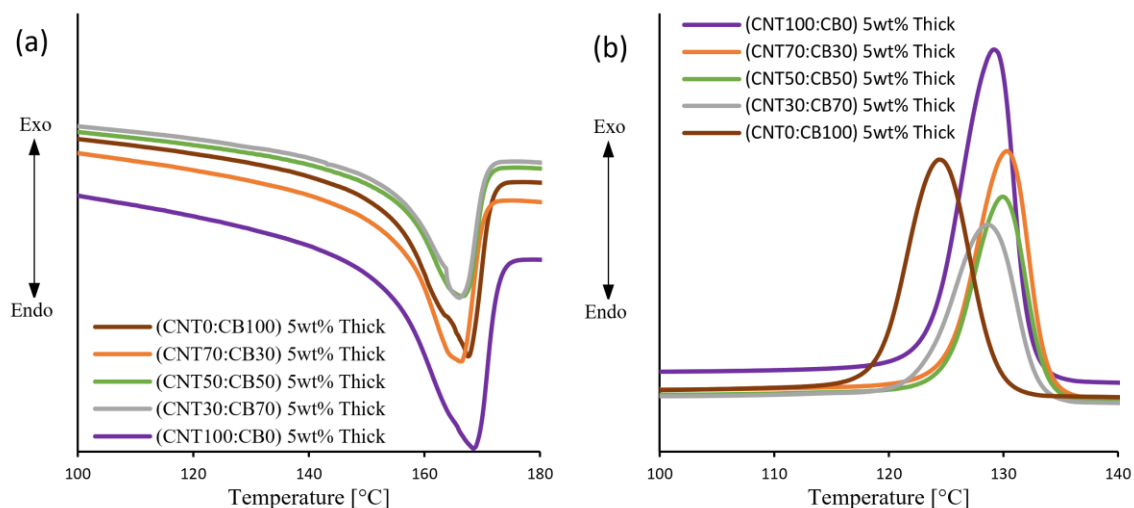 (a)
Exo
Endo
(CNT0:CB100) 5wt% Thick
(CNT70:CB30) 5wt% Thick
(CNT50:CB50) 5wt% Thick
(CNT30:CB70) 5wt% Thick
(CNT100:CB0) 5wt% Thick
100 120 140 160 180
Temperature [°C]
(b)
(CNT100:CB0) 5wt% Thick
(CNT70:CB30) 5wt% Thick
(CNT50:CB50) 5wt% Thick
(CNT30:CB70) 5wt% Thick
(CNT0:CB100) 5wt% Thick
Exo
Endo
100 110 120 130 140
Temperature [°C]